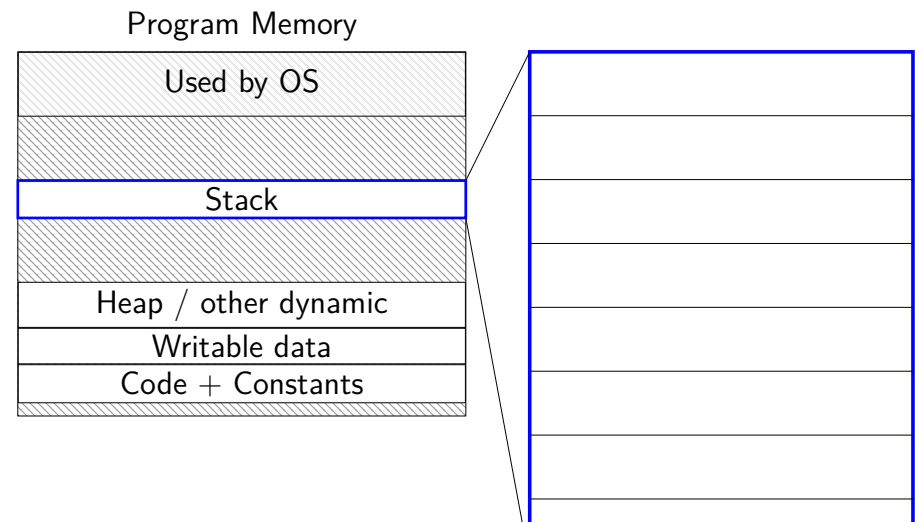 Program Memory
Used by OS
Stack
Heap / other dynamic
Writable data
Code + Constants